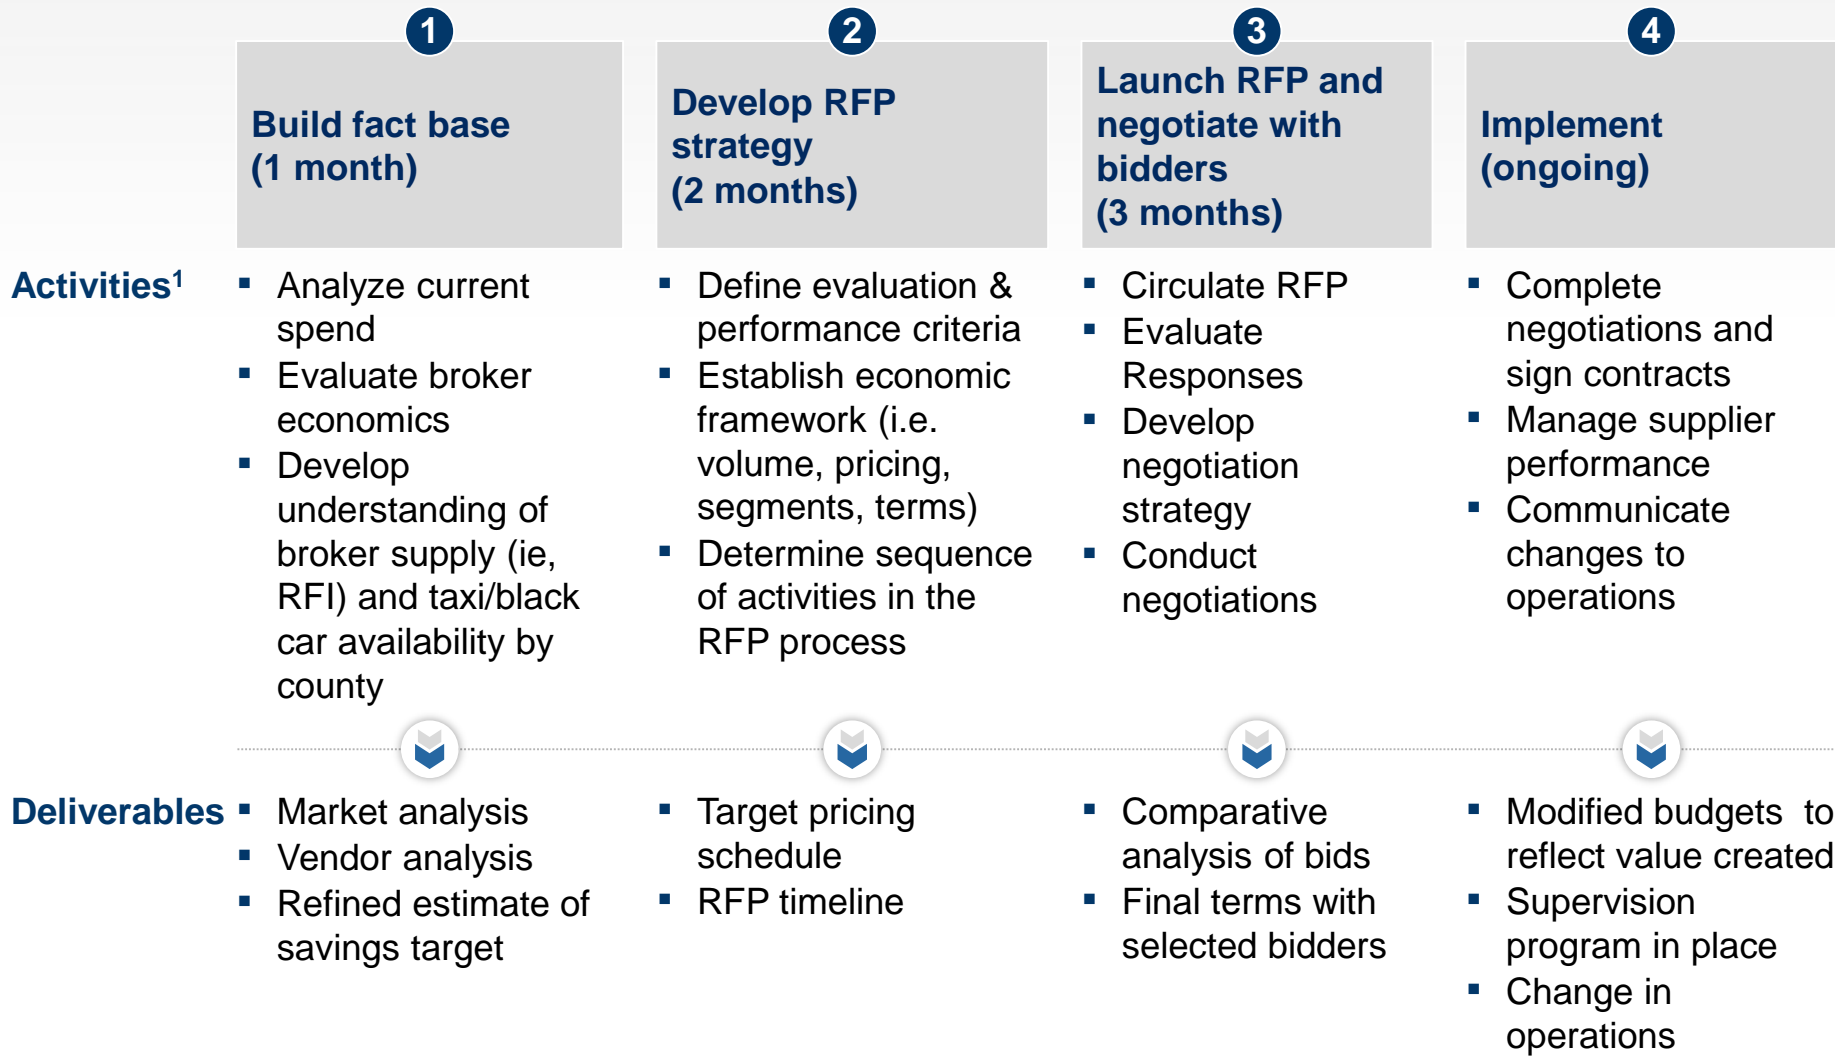 1
Build fact base
(1 month)
2
Develop RFP
strategy
(2 months)
3
Launch RFP and
negotiate with
bidders
(3 months)
4
Implement
(ongoing)
Activities¹
▪ Analyze current
spend
▪ Evaluate broker
economics
▪ Develop
understanding of
broker supply (ie,
RFI) and taxi/black
car availability by
county
▪ Define evaluation &
performance criteria
▪ Establish economic
framework (i.e.
volume, pricing,
segments, terms)
▪ Determine sequence
of activities in the
RFP process
▪ Circulate RFP
▪ Evaluate
Responses
▪ Develop
negotiation
strategy
▪ Conduct
negotiations
▪ Complete
negotiations and
sign contracts
▪ Manage supplier
performance
▪ Communicate
changes to
operations
Deliverables
▪ Market analysis
▪ Vendor analysis
▪ Refined estimate of
savings target
▪ Target pricing
schedule
▪ RFP timeline
▪ Comparative
analysis of bids
▪ Final terms with
selected bidders
▪ Modified budgets  to
reflect value created
▪ Supervision
program in place
▪ Change in
operations